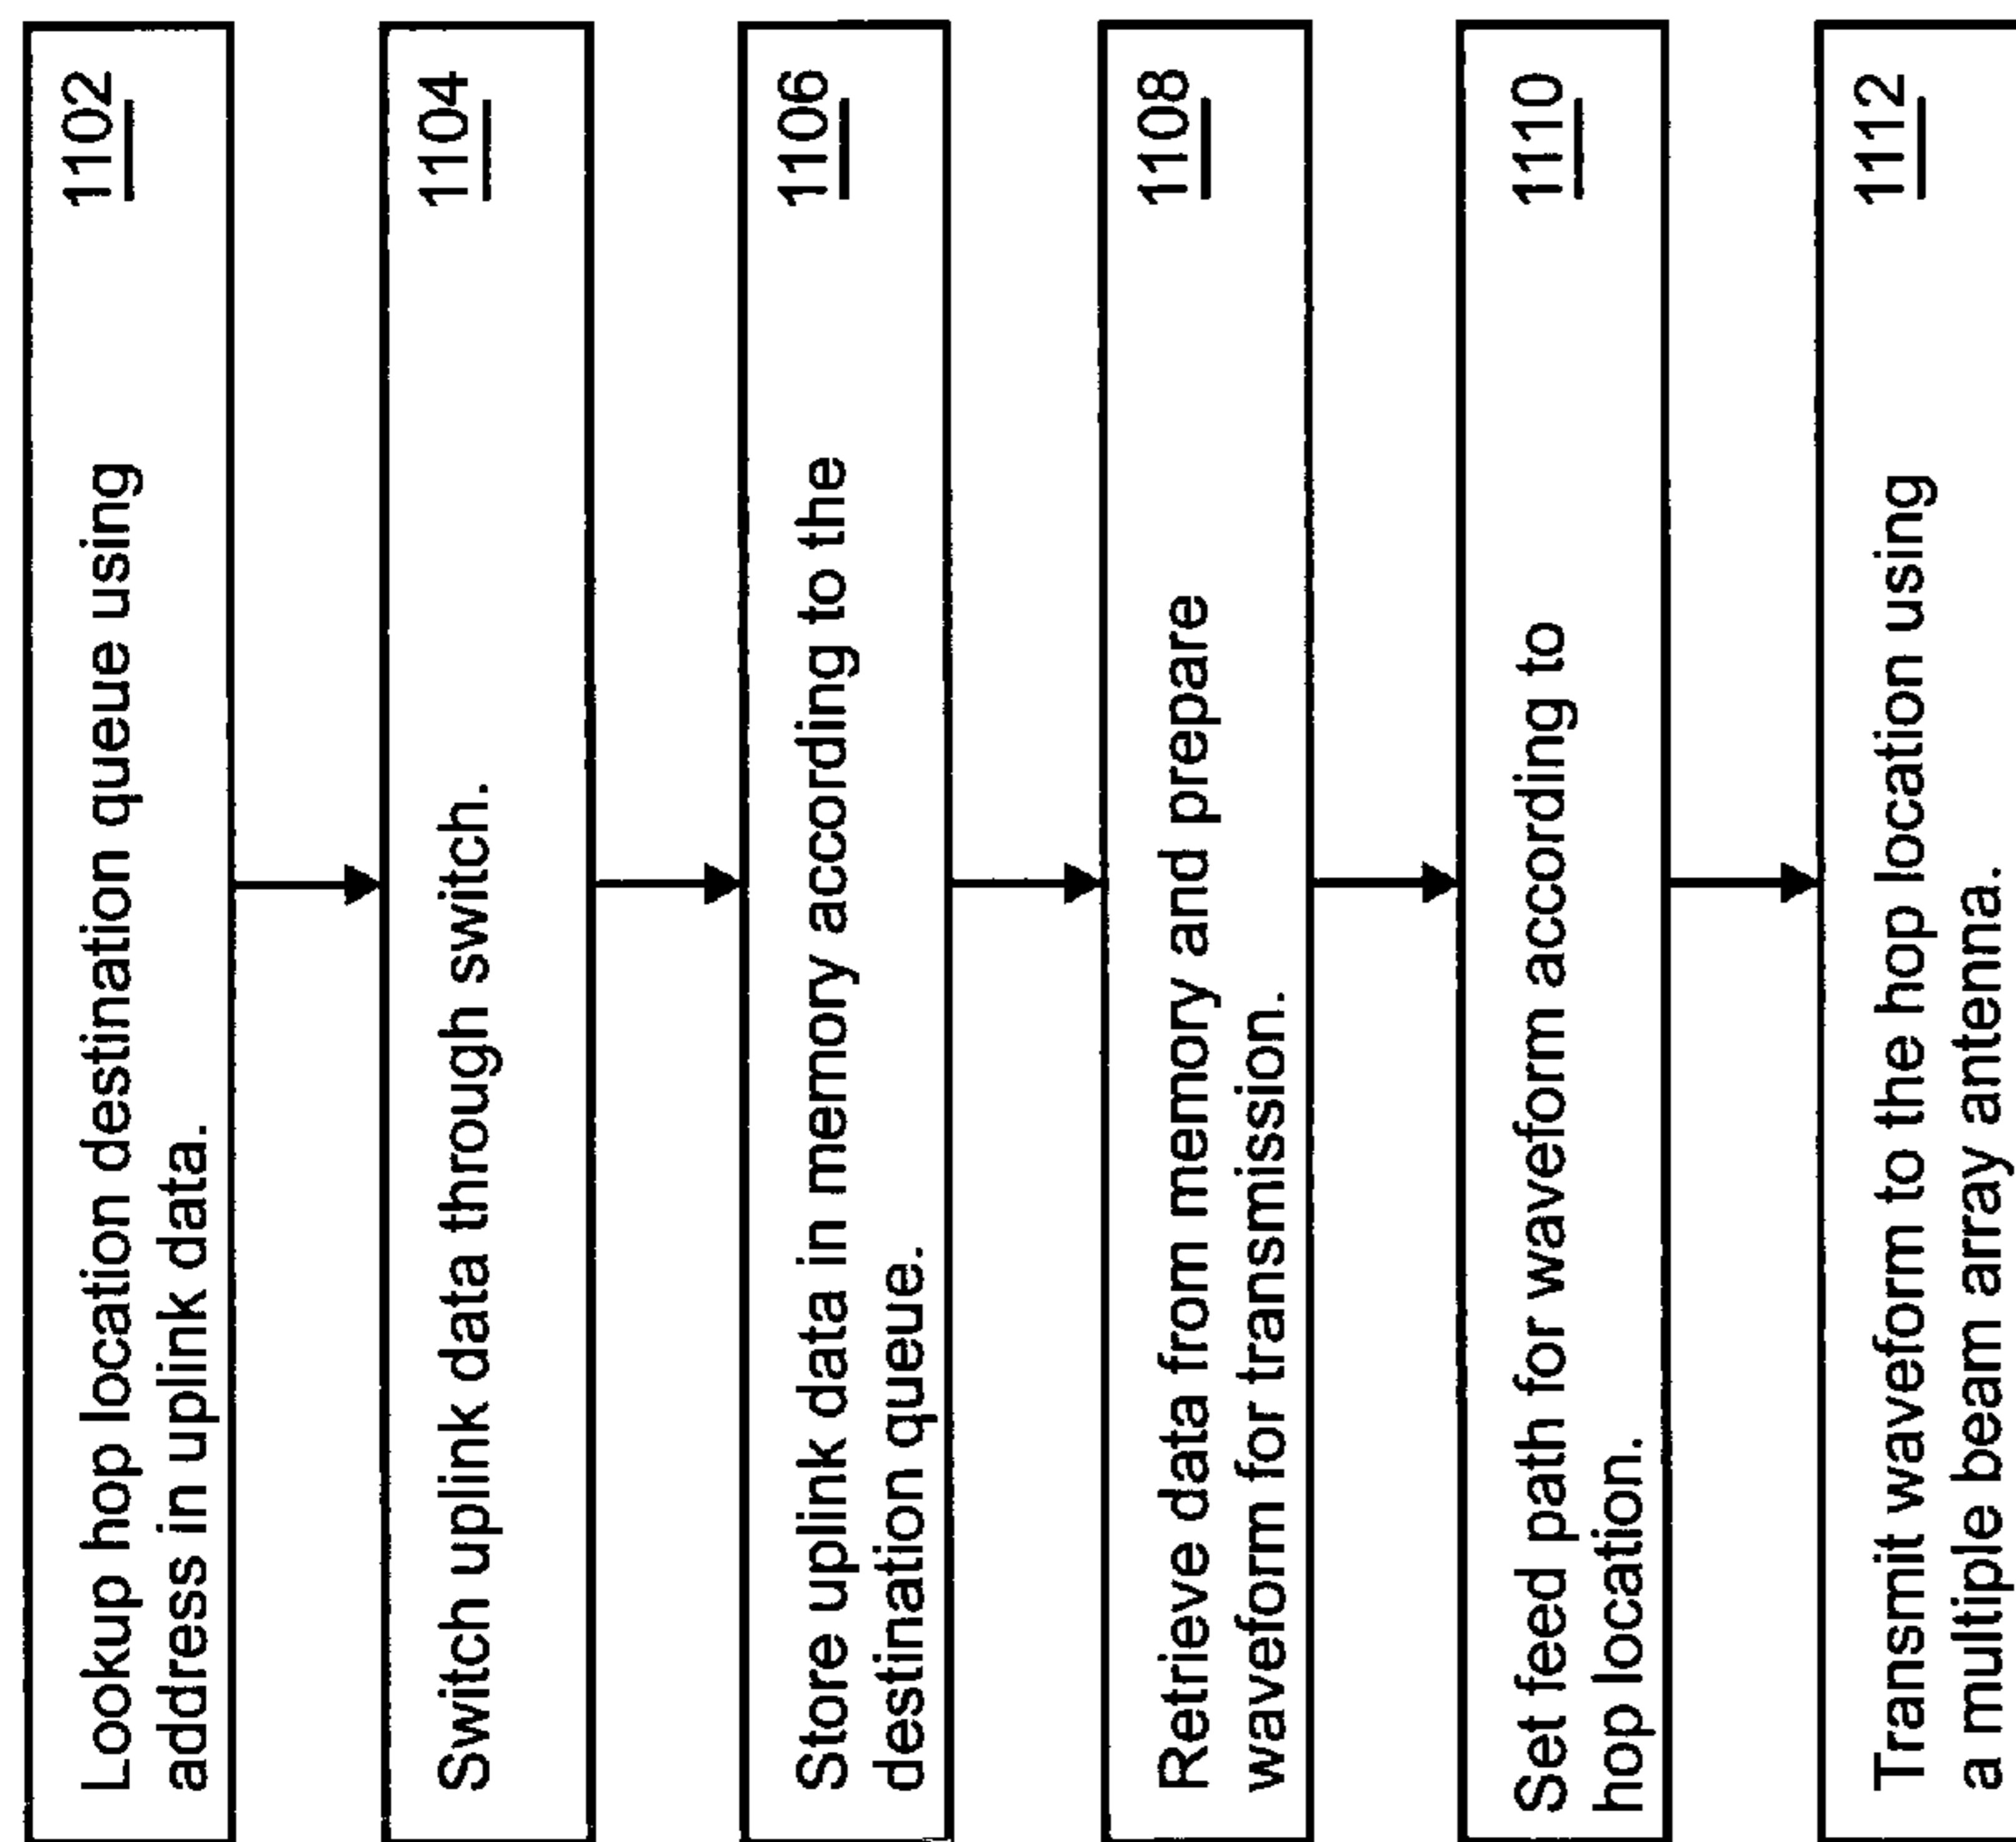 1102
Lookup hop location destination queue using
address in uplink data.
1104
Switch uplink data through switch.
1106
Store uplink data in memory according to the
destination queue.
1108
Retrieve data from memory and prepare
waveform for transmission.
1110
Set feed path for waveform according to
hop location.
1112
Transmit waveform to the hop location using
a multiple beam array antenna.